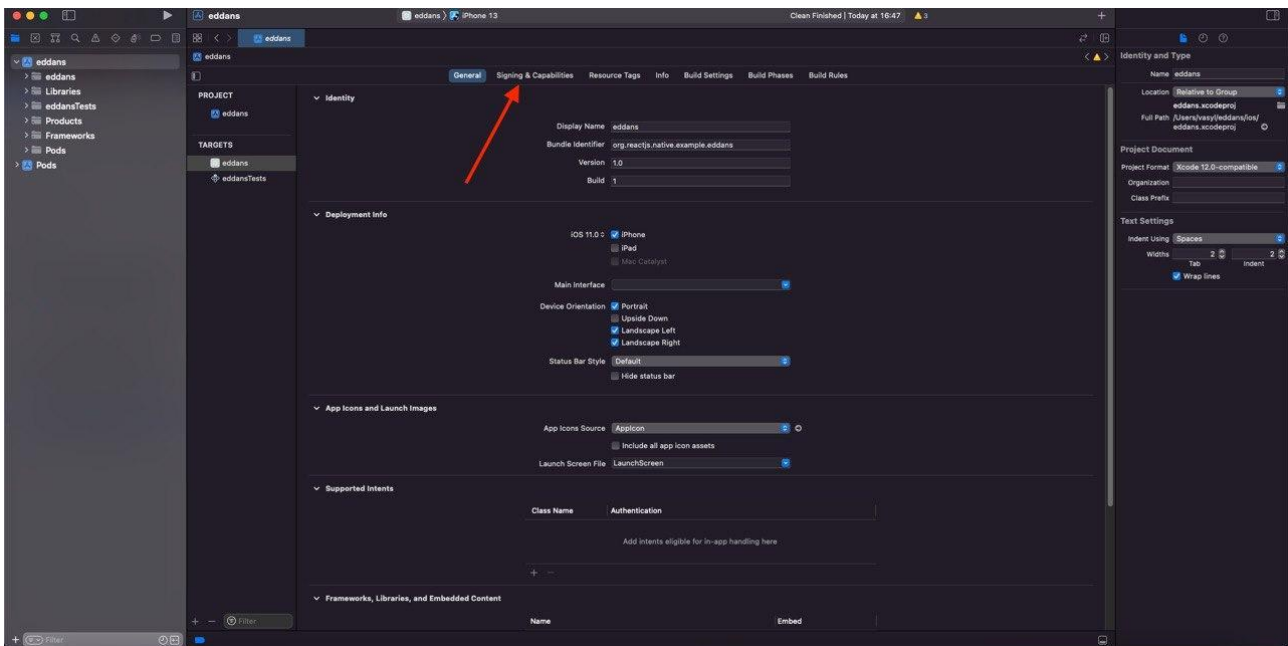 eddans
eddans
Libraries
eddansTests
Products
Frameworks
Pods
Pods
Filter
eddans
eddans 〉 iPhone 13
Clean Finished | Today at 16:47
3
eddans
eddans
General Signing & Capabilities Resource Tags Info Build Settings Build Phases Build Rules
PROJECT
eddans
TARGETS
eddans
eddansTests
Filter
Identity
Display Name eddans
Bundle Identifier org.reactjs.native.example.eddans
Version 1.0
Build 1
Deployment Info
iOS 11.0 iPhone
iPad
Mac Catalyst
Main Interface
Device Orientation Portrait
Upside Down
Landscape Left
Landscape Right
Status Bar Style Default
Hide status bar
App Icons and Launch Images
App Icons Source AppIcon
Include all app icon assets
Launch Screen File LaunchScreen
Supported Intents
Class Name Authentication
Add intents eligible for in-app handling here
Frameworks, Libraries, and Embedded Content
Name Embed
Identity and Type
Name eddans
Location Relative to Group
eddans.xcodeproj
Full Path /Users/vasyl/eddans/ios/
eddans.xcodeproj
Project Document
Project Format Xcode 12.0-compatible
Organization
Class Prefix
Text Settings
Indent Using Spaces
Widths 2 2
Tab Indent
Wrap lines